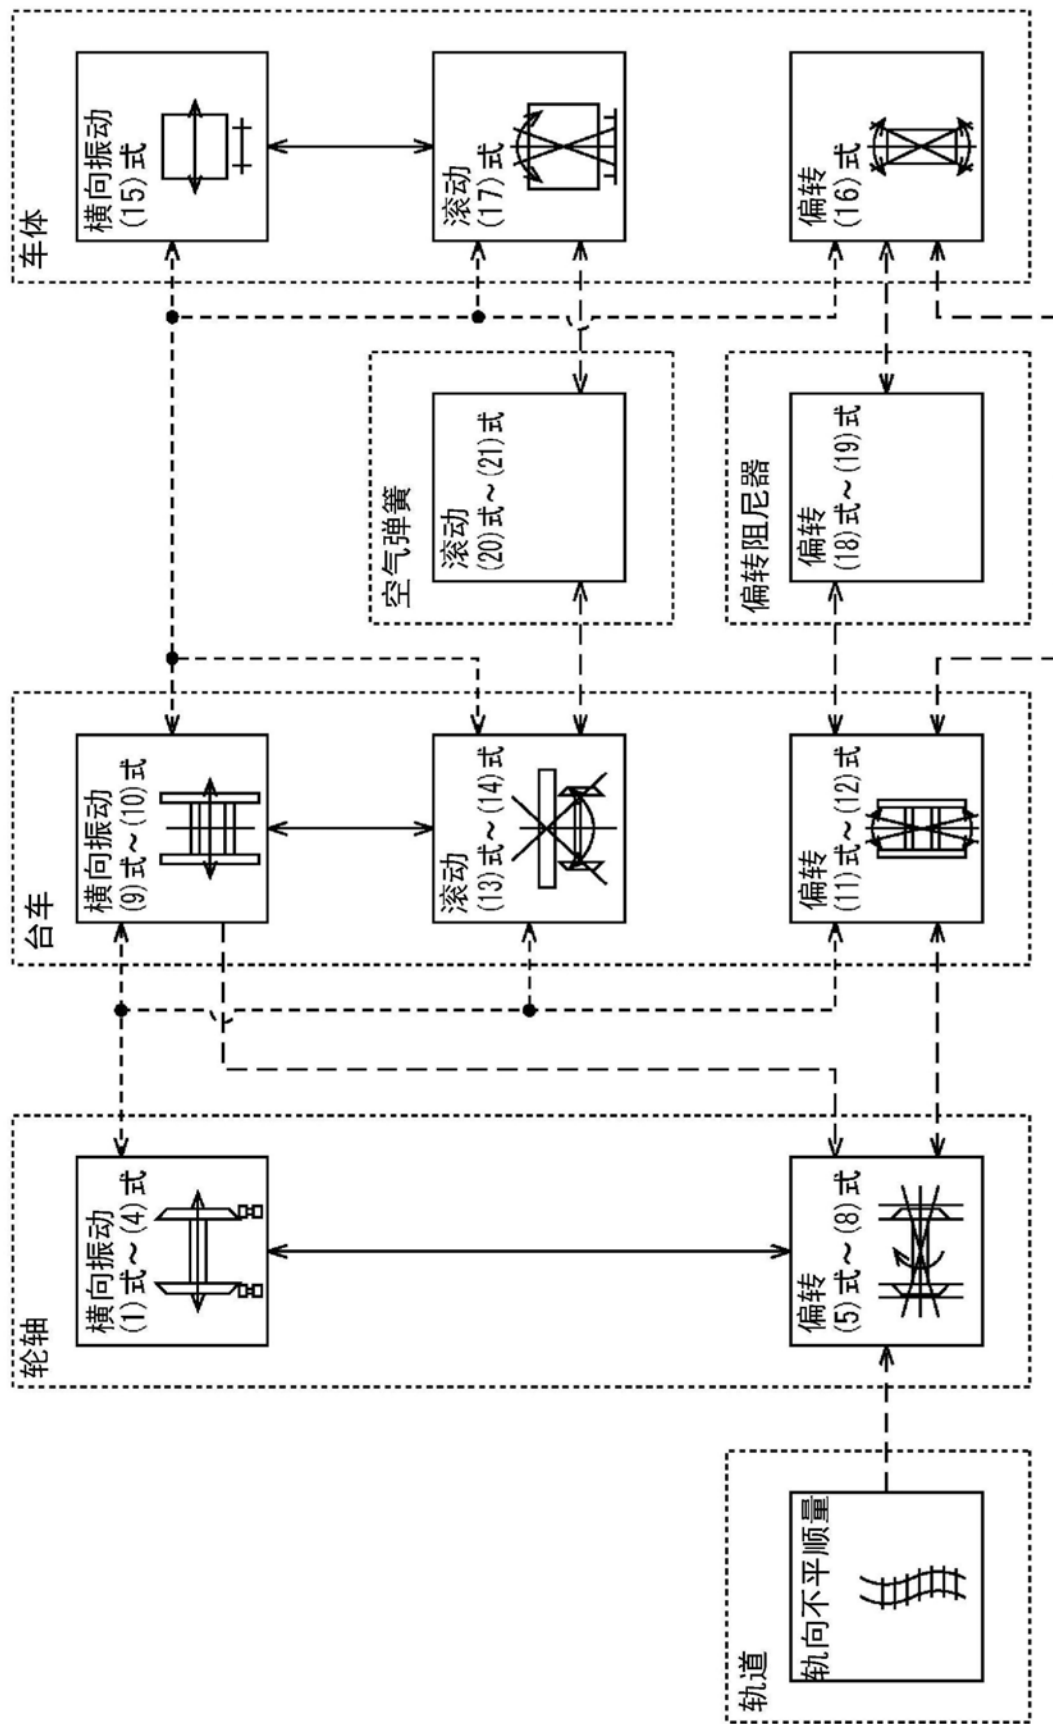 轨道
轨向不平顺量
轮轴
横向振动
(1)式～(4)式
偏转
(5)式～(8)式
台车
横向振动
(9)式～(10)式
滚动
(13)式～(14)式
偏转
(11)式～(12)式
空气弹簧
滚动
(20)式～(21)式
偏转阻尼器
偏转
(18)式～(19)式
车体
横向振动
(15)式
滚动
(17)式
偏转
(16)式